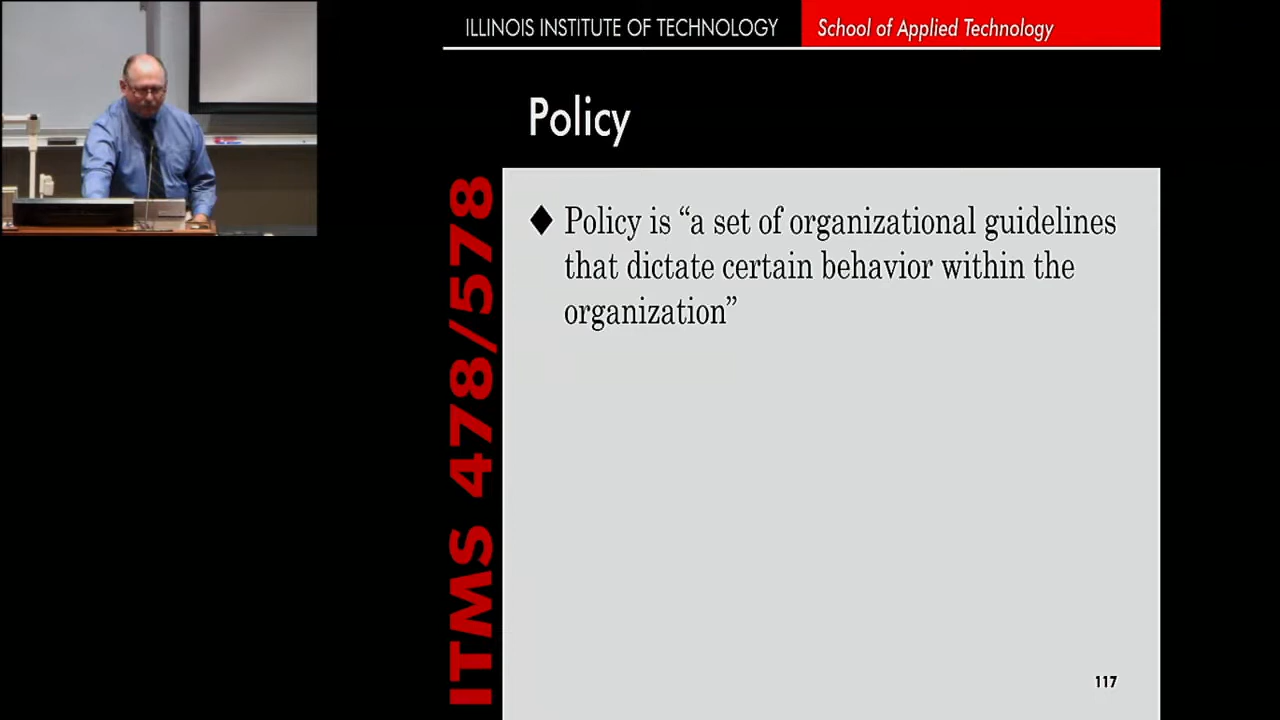 ILLINOIS INSTITUTE OF TECHNOLOGY
School of Applied Technology
Policy
ITMS 478/578
Policy is “a set of organizational guidelines
that dictate certain behavior within the
organization”
117